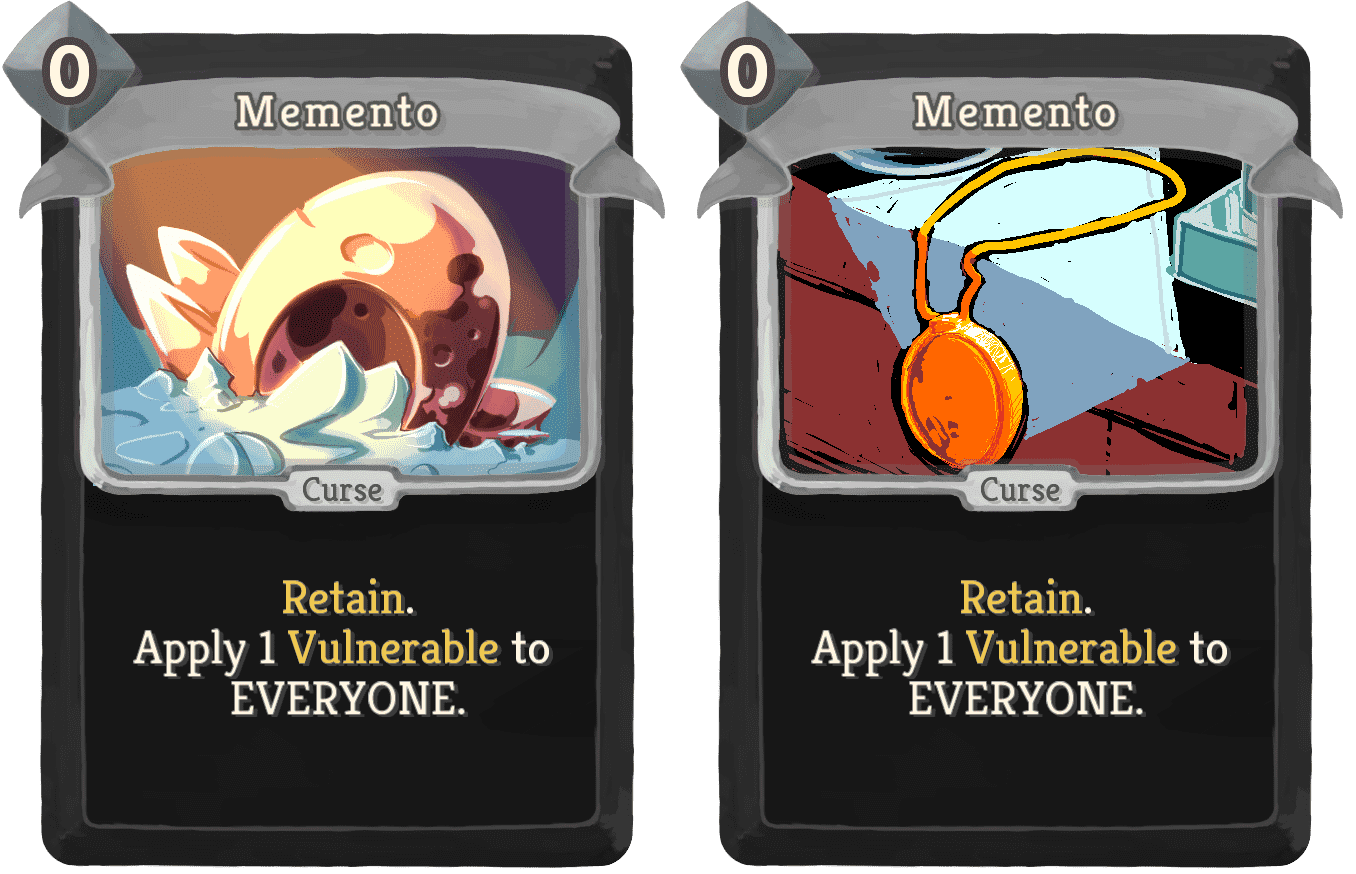 0
Memento
Curse
Retain.
Apply 1 Vulnerable to
EVERYONE.
0
Memento
Curse
Retain.
Apply 1 Vulnerable to
EVERYONE.